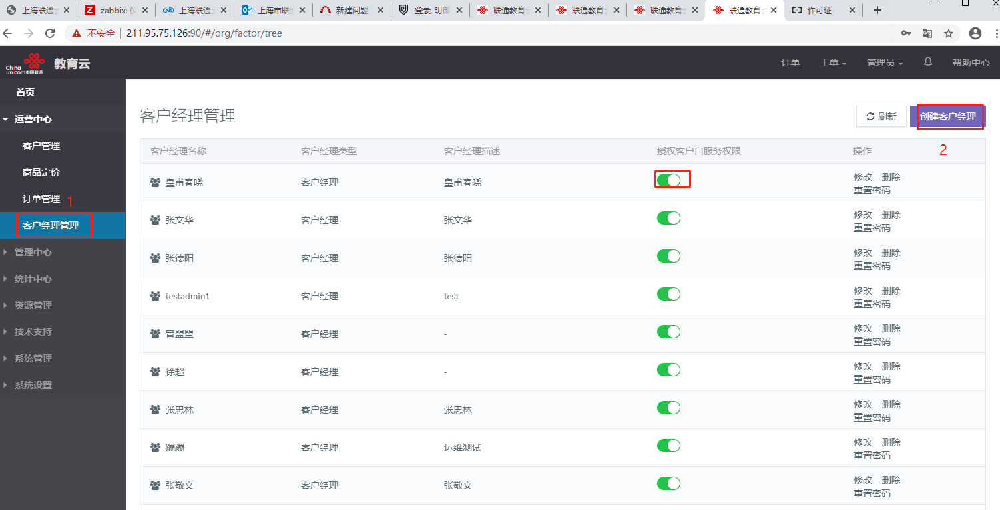 上海联通云
zabbix: 仪
上海联通云
上海市联通
新建问题
登录-明御
联通教育云
联通教育云
联通教育云
联通教育云
许可证
不安全 211.95.75.126:90/#/org/factor/tree
China unicom中国联通
教育云
订单 工单 管理员 帮助中心
首页
运营中心
客户管理
商品定价
订单管理
1
客户经理管理
管理中心
统计中心
资源管理
技术支持
系统管理
系统设置
客户经理管理
刷新
创建客户经理
2
客户经理名称 客户经理类型 客户经理描述 授权客户自服务权限 操作
皇甫春晓 客户经理 皇甫春晓 修改 删除
重置密码
张文华 客户经理 张文华 修改 删除
重置密码
张德阳 客户经理 张德阳 修改 删除
重置密码
testadmin1 客户经理 test 修改 删除
重置密码
曾盟盟 客户经理 - 修改 删除
重置密码
徐超 客户经理 - 修改 删除
重置密码
张忠林 客户经理 张忠林 修改 删除
重置密码
蹦蹦 客户经理 运维测试 修改 删除
重置密码
张敬文 客户经理 张敬文 修改 删除
重置密码